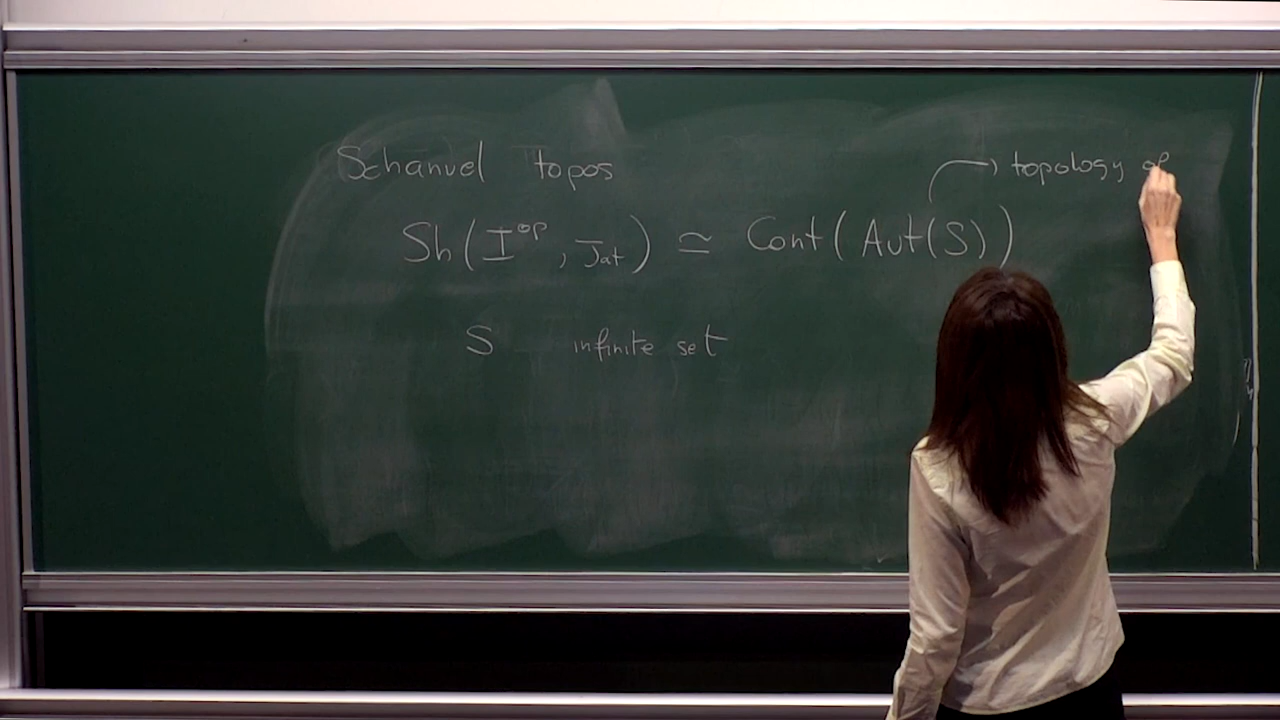 Schanuel topos
→ topology of
Sh(I^op, J_at) ≃ Cont(Aut(S))
S infinite set